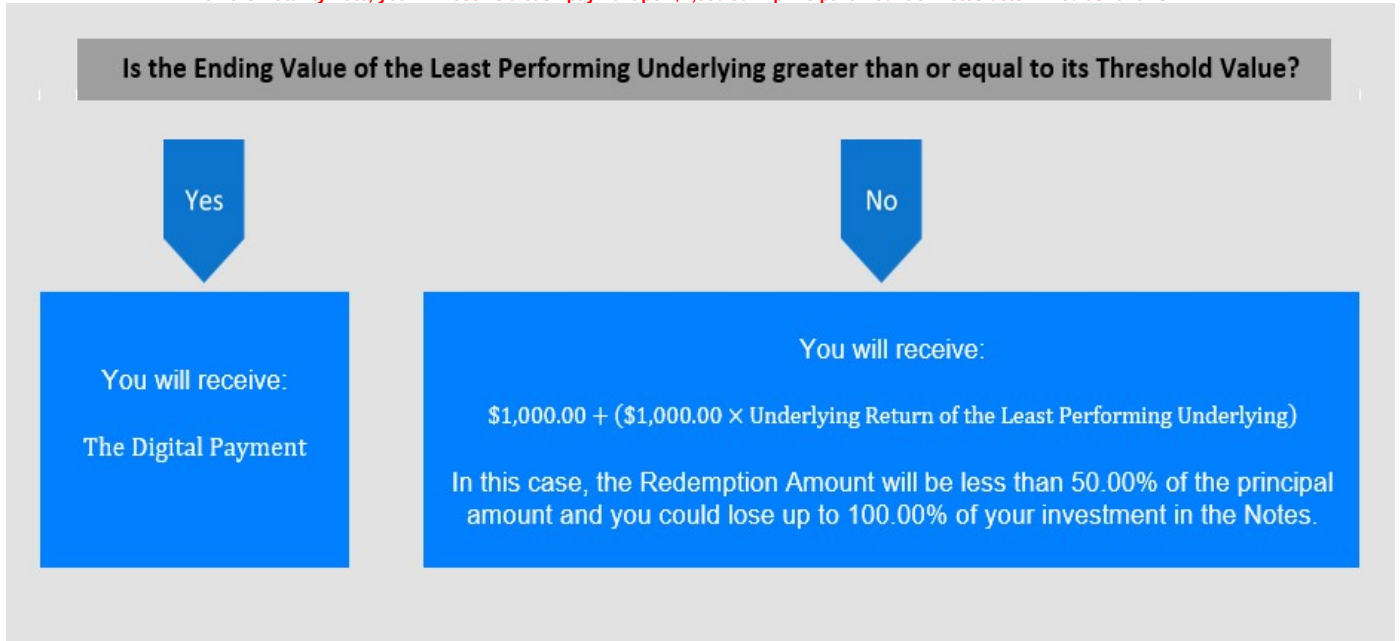 Is the Ending Value of the Least Performing Underlying greater than or equal to its Threshold Value?
Yes
No
You will receive:
The Digital Payment
You will receive:
$1,000.00 + ($1,000.00 × Underlying Return of the Least Performing Underlying)
In this case, the Redemption Amount will be less than 50.00% of the principal
amount and you could lose up to 100.00% of your investment in the Notes.